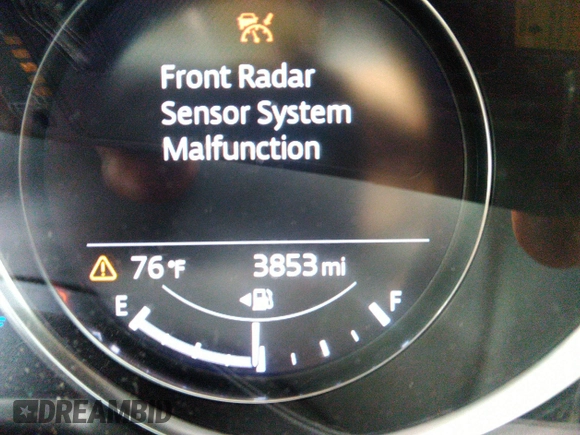 Front Radar
Sensor System
Malfunction
76°F
3853 mi
E
F
DREAMBID